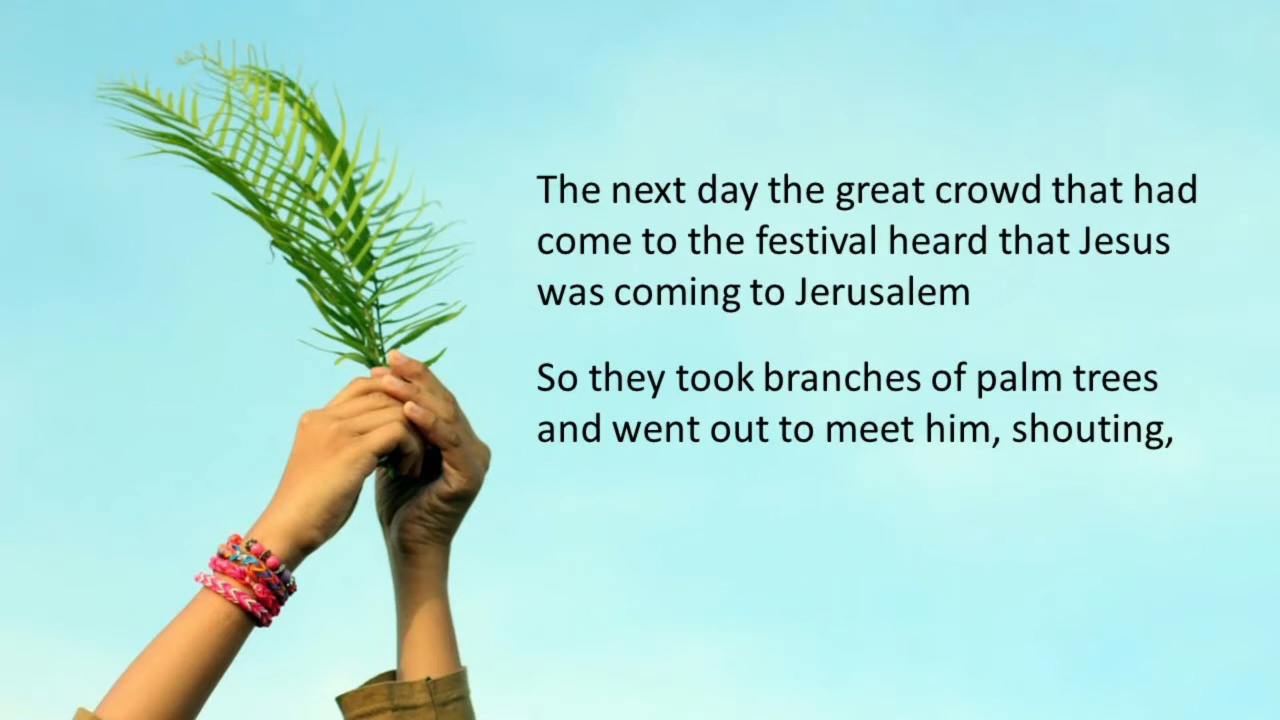 The next day the great crowd that had
come to the festival heard that Jesus
was coming to Jerusalem
So they took branches of palm trees
and went out to meet him, shouting,